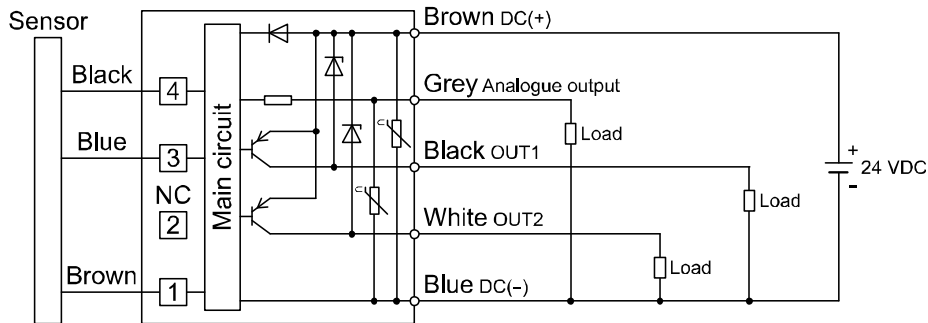 Sensor
Brown DC(+)
Black
4
Grey Analogue output
Load
Blue
3
Main circuit
Black OUT1
+
24 VDC
-
NC
2
Load
White OUT2
Load
Brown
1
Blue DC(−)
U
U